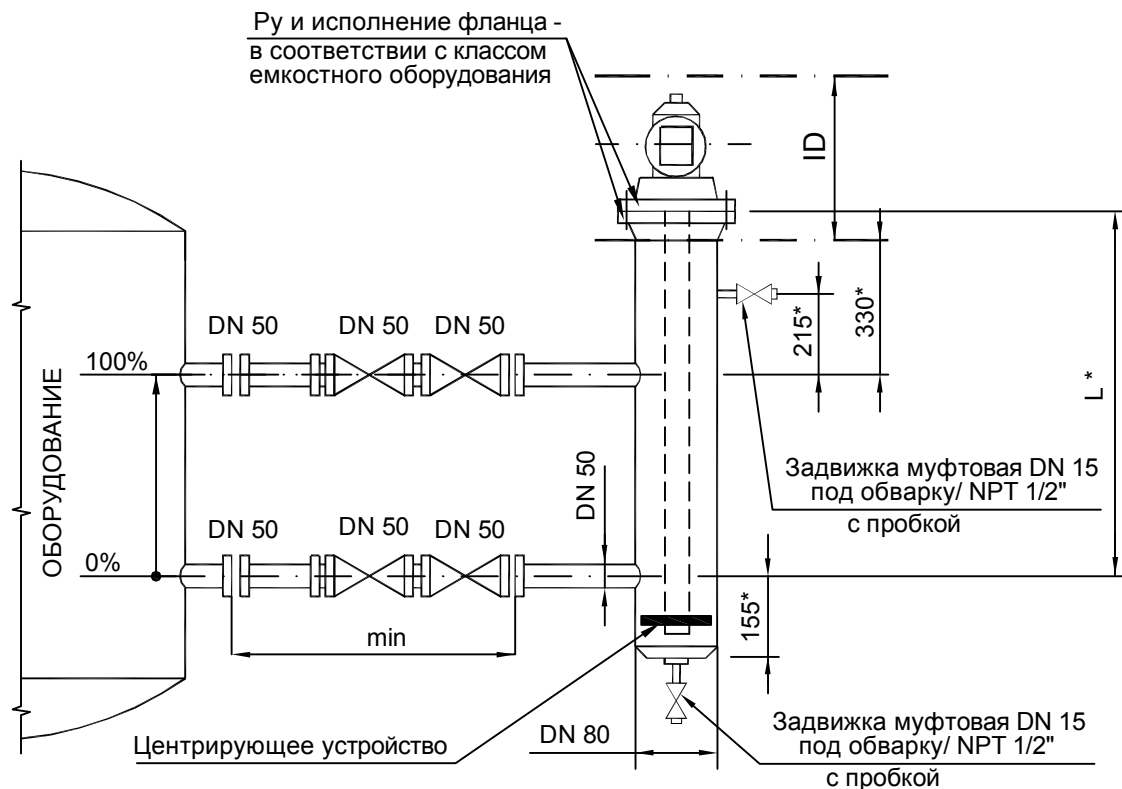 Ру и исполнение фланца -
в соответствии с классом
емкостного оборудования
ID
DN 50
DN 50
DN 50
100%
215*
330*
L*
ОБОРУДОВАНИЕ
Задвижка муфтовая DN 15
под обварку/ NPT 1/2"
с пробкой
DN 50
DN 50
DN 50
DN 50
0%
155*
min
Центрирующее устройство
DN 80
Задвижка муфтовая DN 15
под обварку/ NPT 1/2"
с пробкой